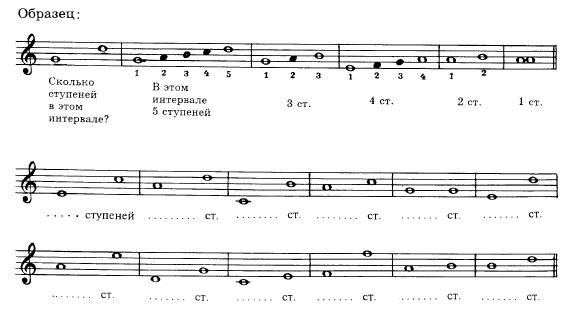 Образец:
1 2 3 4 5 1 2 3 1 2 3 4 1 2 1
Сколько
ступеней
в этом
интервале?
В этом
интервале
5 ступеней
3 ст.
4 ст.
2 ст.
1 ст.
..... ступеней ........ ст. ....... ст. ....... ст. ....... ст. ....... ст.
....... ст. ....... ст. ....... ст. ....... ст. ....... ст. ....... ст.